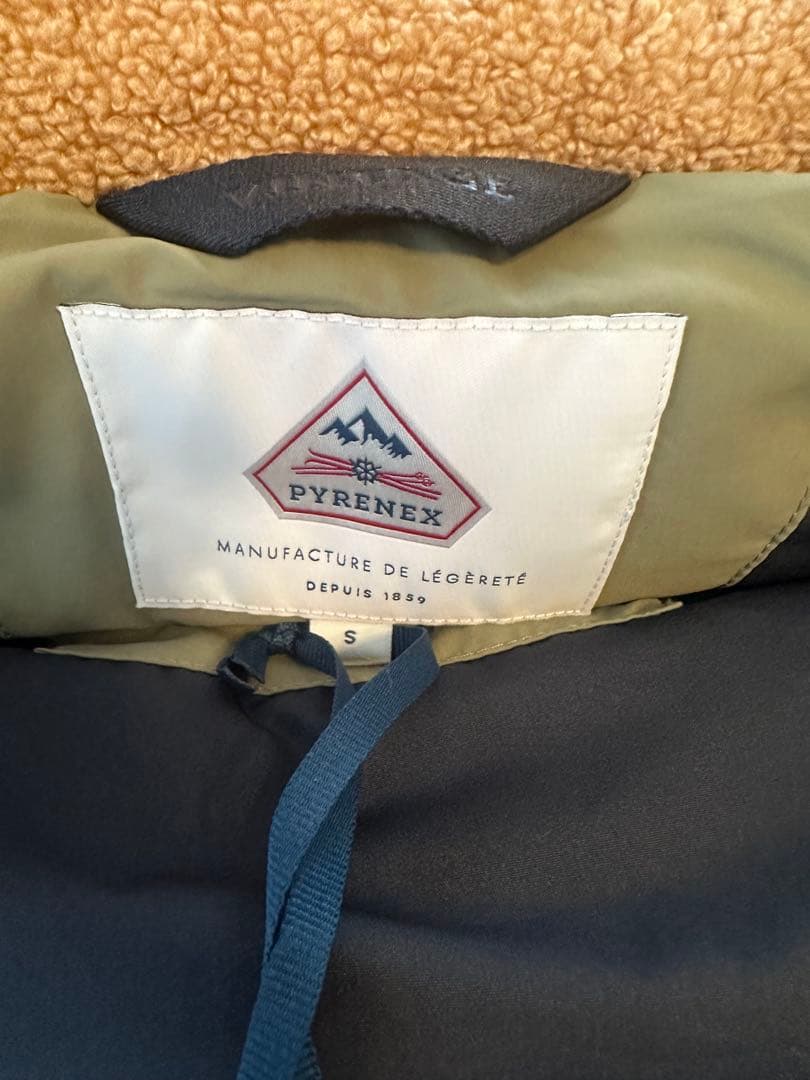 PYRENEX
MANUFACTURE DE LÉGÈRETÉ
DEPUIS 1859
S